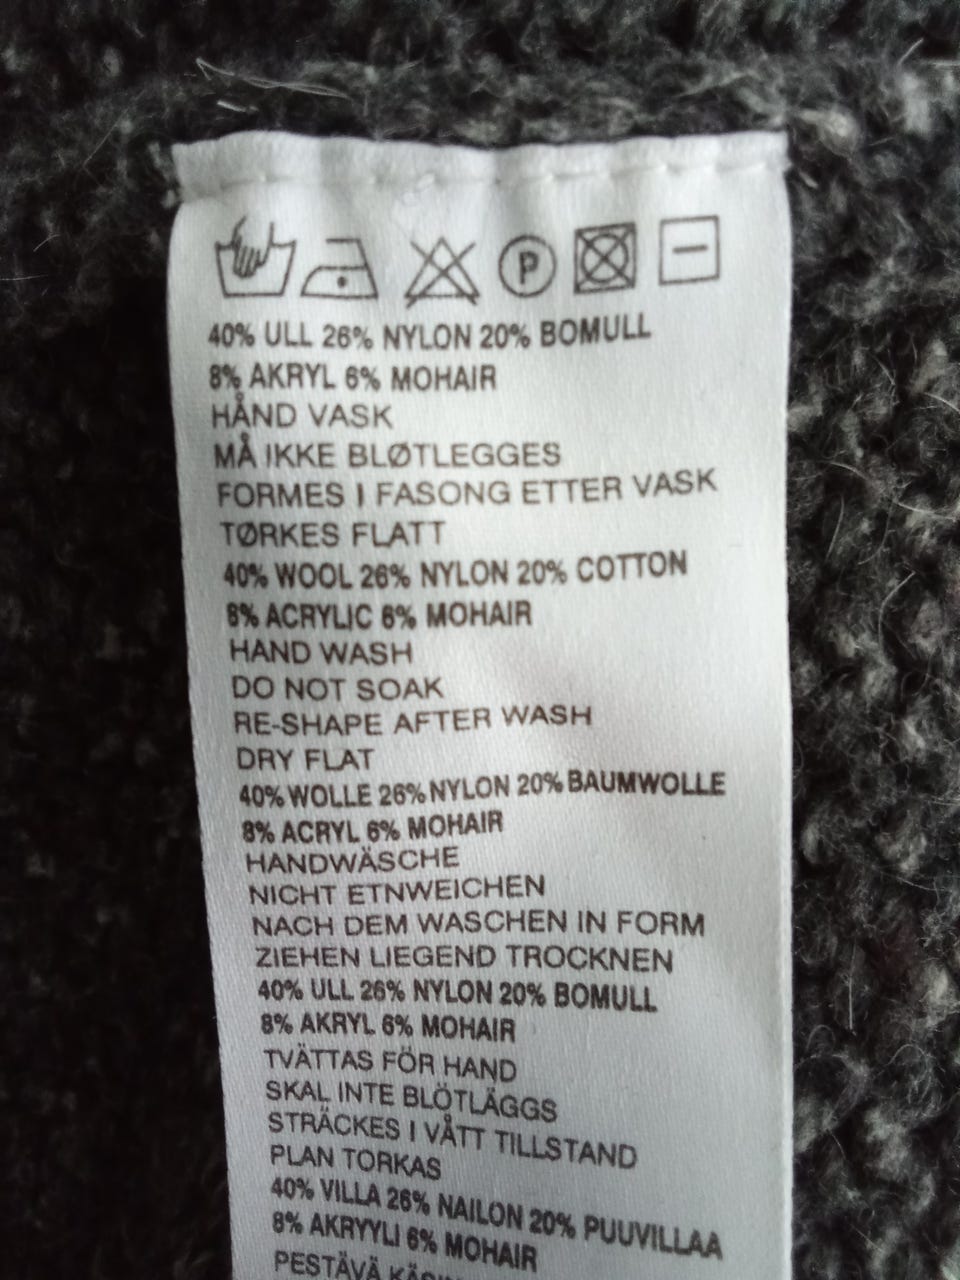 P
40% ULL 26% NYLON 20% BOMULL
8% AKRYL 6% MOHAIR
HÅND VASK
MÅ IKKE BLØTLEGGES
FORMES I FASONG ETTER VASK
TØRKES FLATT
40% WOOL 26% NYLON 20% COTTON
8% ACRYLIC 6% MOHAIR
HAND WASH
DO NOT SOAK
RE-SHAPE AFTER WASH
DRY FLAT
40% WOLLE 26% NYLON 20% BAUMWOLLE
8% ACRYL 6% MOHAIR
HANDWÄSCHE
NICHT ETNWEICHEN
NACH DEM WASCHEN IN FORM
ZIEHEN LIEGEND TROCKNEN
40% ULL 26% NYLON 20% BOMULL
8% AKRYL 6% MOHAIR
TVÄTTAS FÖR HAND
SKAL INTE BLÖTLÄGGS
STRÄCKES I VÅTT TILLSTAND
PLAN TORKAS
40% VILLA 26% NAILON 20% PUUVILLAA
8% AKRYYLI 6% MOHAIR
PESTÄVÄ